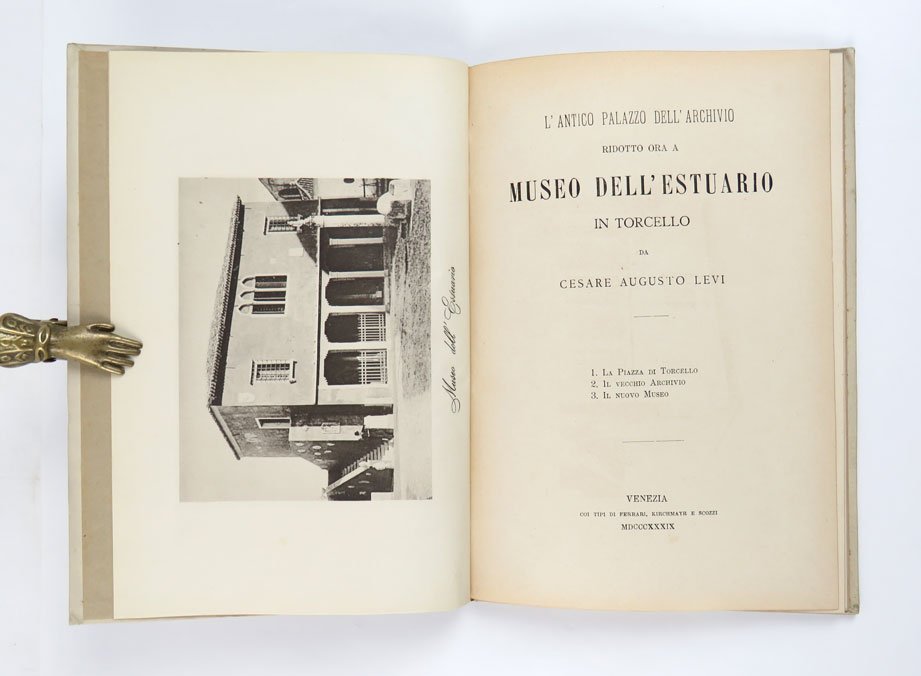 Museo dell' Estuario
L'ANTICO PALAZZO DELL'ARCHIVIO
RIDOTTO ORA A
MUSEO DELL'ESTUARIO
IN TORCELLO
DA
CESARE AUGUSTO LEVI
1. LA PIAZZA DI TORCELLO
2. IL VECCHIO ARCHIVIO
3. IL NUOVO MUSEO
VENEZIA
COI TIPI DI FERRARI, KIRCHMAYR E SCOZZI
MDCCCXXXIX